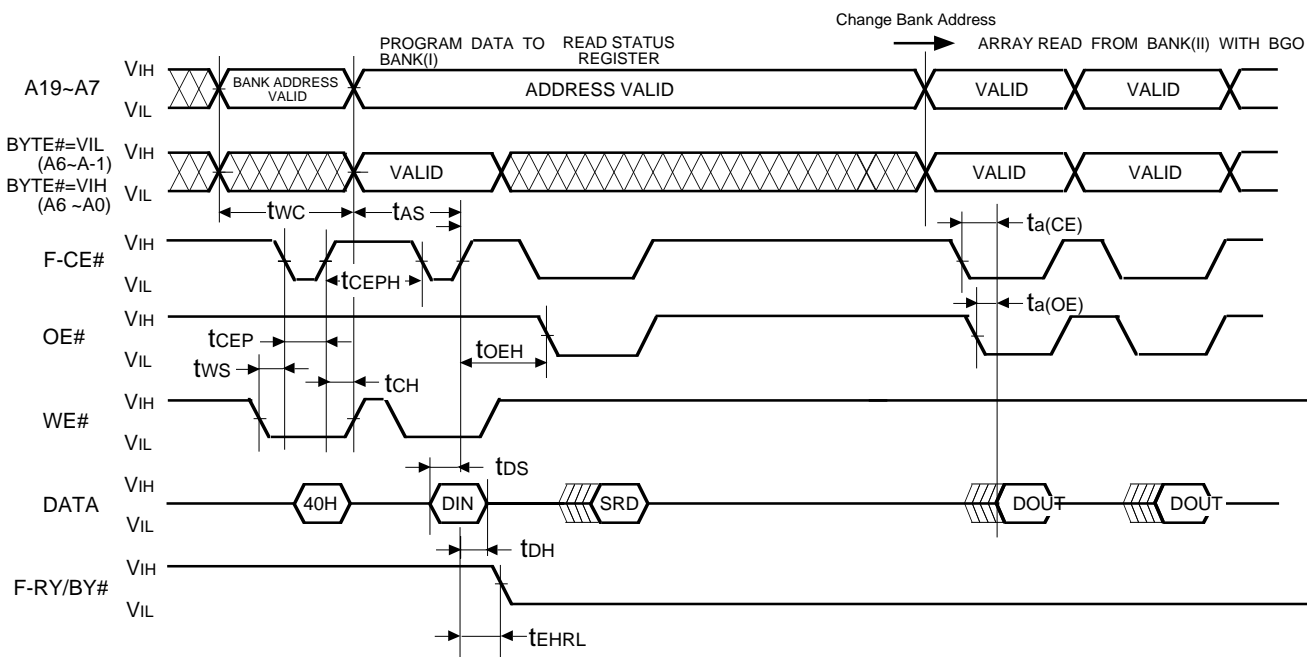 Change Bank Address
PROGRAM DATA TO BANK(I)
READ STATUS REGISTER
ARRAY READ FROM BANK(II) WITH BGO
A19~A7
VIH
VIL
BANK ADDRESS VALID
ADDRESS VALID
VALID
VALID
BYTE#=VIL
(A6~A-1)
BYTE#=VIH
(A6 ~A0)
VIH
VIL
VALID
VALID
VALID
tWC
tAS
ta(CE)
F-CE#
VIH
VIL
tCEPH
ta(OE)
OE#
VIH
VIL
tCEP
tOEH
tWS
tCH
WE#
VIH
VIL
tDS
DATA
VIH
VIL
40H
DIN
SRD
DOUT
DOUT
tDH
F-RY/BY#
VIH
VIL
tEHRL